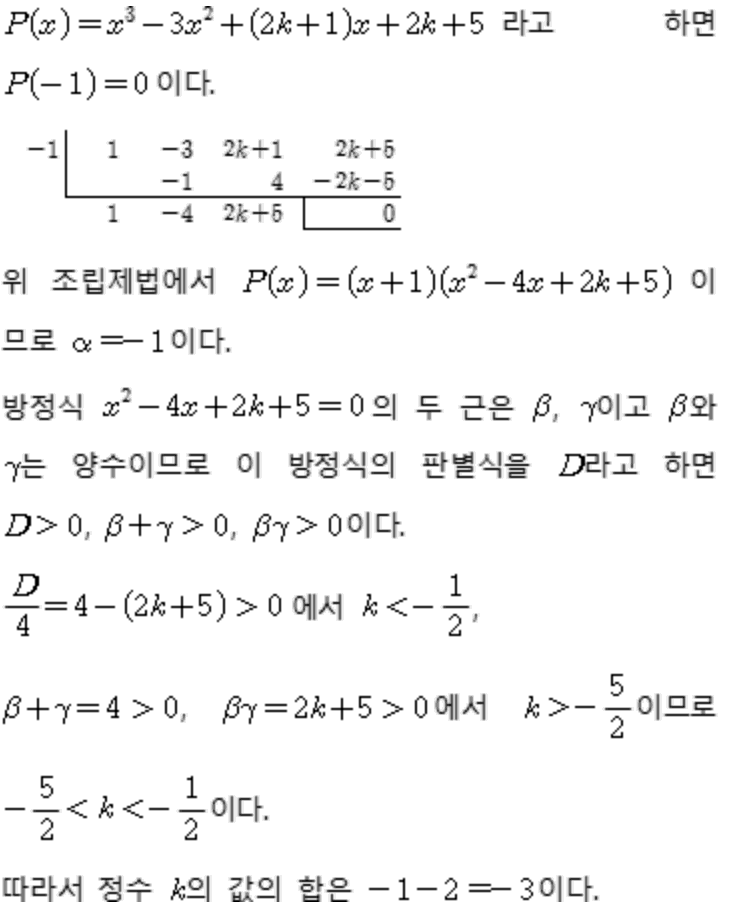 P(x)=x³-3x²+(2k+1)x+2k+5 라고 하면
P(-1)=0 이다.
-1 | 1 -3 2k+1 2k+5
-1 4 -2k-5
1 -4 2k+5 0
위 조립제법에서 P(x)=(x+1)(x²-4x+2k+5) 이
므로 α=-1이다.
방정식 x²-4x+2k+5=0의 두 근은 β, γ이고 β와
γ는 양수이므로 이 방정식의 판별식을 D라고 하면
D>0, β+γ>0, βγ>0이다.
D/4=4-(2k+5)>0 에서 k<-1/2,
β+γ=4>0, βγ=2k+5>0에서 k>-5/2이므로
-5/2<k<-1/2이다.
따라서 정수 k의 값의 합은 -1-2=-3이다.